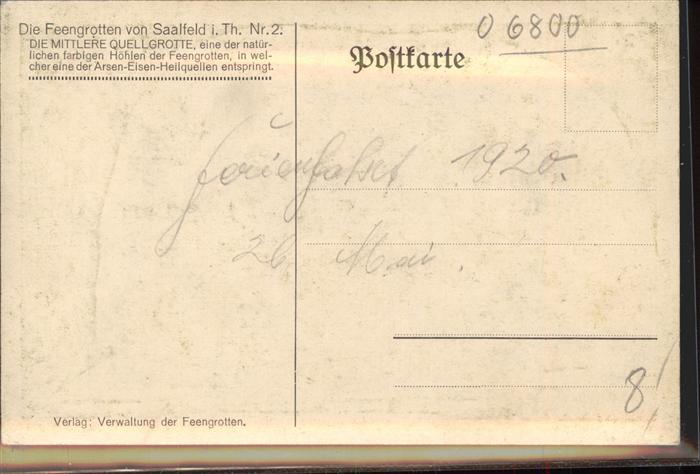 Die Feengrotten von Saalfeld i. Th. Nr. 2.
DIE MITTLERE QUELLGROTTE, eine der natür-
lichen farbigen Höhlen der Feengrotten, in wel-
cher eine der Arsen-Eisen-Heilquellen entspringt.
O 6800
Postkarte
Ferienfahrt 1920.
26 Mai.
8
Verlag: Verwaltung der Feengrotten.